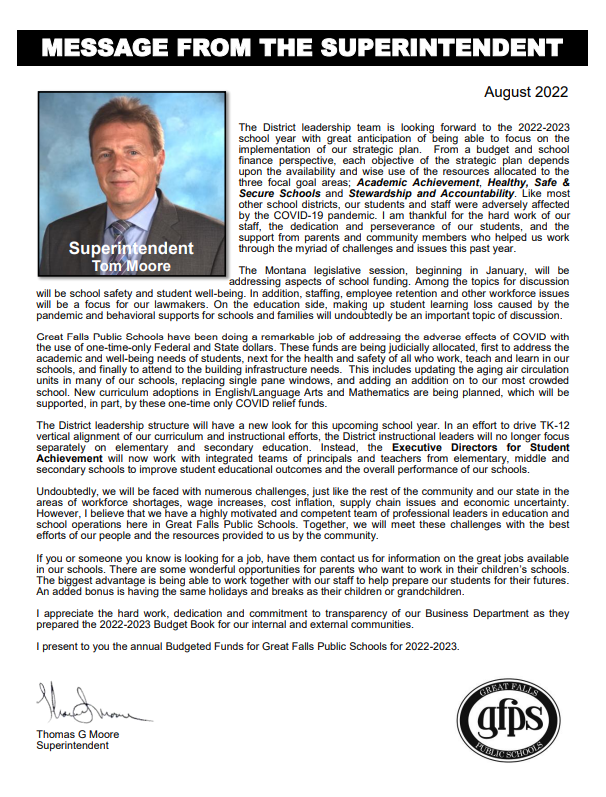 MESSAGE FROM THE SUPERINTENDENT
August 2022
Superintendent
Tom Moore
The District leadership team is looking forward to the 2022-2023
school year with great anticipation of being able to focus on the
implementation of our strategic plan. From a budget and school
finance perspective, each objective of the strategic plan depends
upon the availability and wise use of the resources allocated to the
three focal goal areas; Academic Achievement, Healthy, Safe &
Secure Schools and Stewardship and Accountability. Like most
other school districts, our students and staff were adversely affected
by the COVID-19 pandemic. I am thankful for the hard work of our
staff, the dedication and perseverance of our students, and the
support from parents and community members who helped us work
through the myriad of challenges and issues this past year.
The Montana legislative session, beginning in January, will be
addressing aspects of school funding. Among the topics for discussion
will be school safety and student well-being. In addition, staffing, employee retention and other workforce issues
will be a focus for our lawmakers. On the education side, making up student learning loss caused by the
pandemic and behavioral supports for schools and families will undoubtedly be an important topic of discussion.
Great Falls Public Schools have been doing a remarkable job of addressing the adverse effects of COVID with
the use of one-time-only Federal and State dollars. These funds are being judicially allocated, first to address the
academic and well-being needs of students, next for the health and safety of all who work, teach and learn in our
schools, and finally to attend to the building infrastructure needs. This includes updating the aging air circulation
units in many of our schools, replacing single pane windows, and adding an addition on to our most crowded
school. New curriculum adoptions in English/Language Arts and Mathematics are being planned, which will be
supported, in part, by these one-time only COVID relief funds.
The District leadership structure will have a new look for this upcoming school year. In an effort to drive TK-12
vertical alignment of our curriculum and instructional efforts, the District instructional leaders will no longer focus
separately on elementary and secondary education. Instead, the Executive Directors for Student
Achievement will now work with integrated teams of principals and teachers from elementary, middle and
secondary schools to improve student educational outcomes and the overall performance of our schools.
Undoubtedly, we will be faced with numerous challenges, just like the rest of the community and our state in the
areas of workforce shortages, wage increases, cost inflation, supply chain issues and economic uncertainty.
However, I believe that we have a highly motivated and competent team of professional leaders in education and
school operations here in Great Falls Public Schools. Together, we will meet these challenges with the best
efforts of our people and the resources provided to us by the community.
If you or someone you know is looking for a job, have them contact us for information on the great jobs available
in our schools. There are some wonderful opportunities for parents who want to work in their children's schools.
The biggest advantage is being able to work together with our staff to help prepare our students for their futures.
An added bonus is having the same holidays and breaks as their children or grandchildren.
I appreciate the hard work, dedication and commitment to transparency of our Business Department as they
prepared the 2022-2023 Budget Book for our internal and external communities.
I present to you the annual Budgeted Funds for Great Falls Public Schools for 2022-2023.
Thomas G Moore
Superintendent
GREAT FALLS
gfps
PUBLIC SCHOOLS